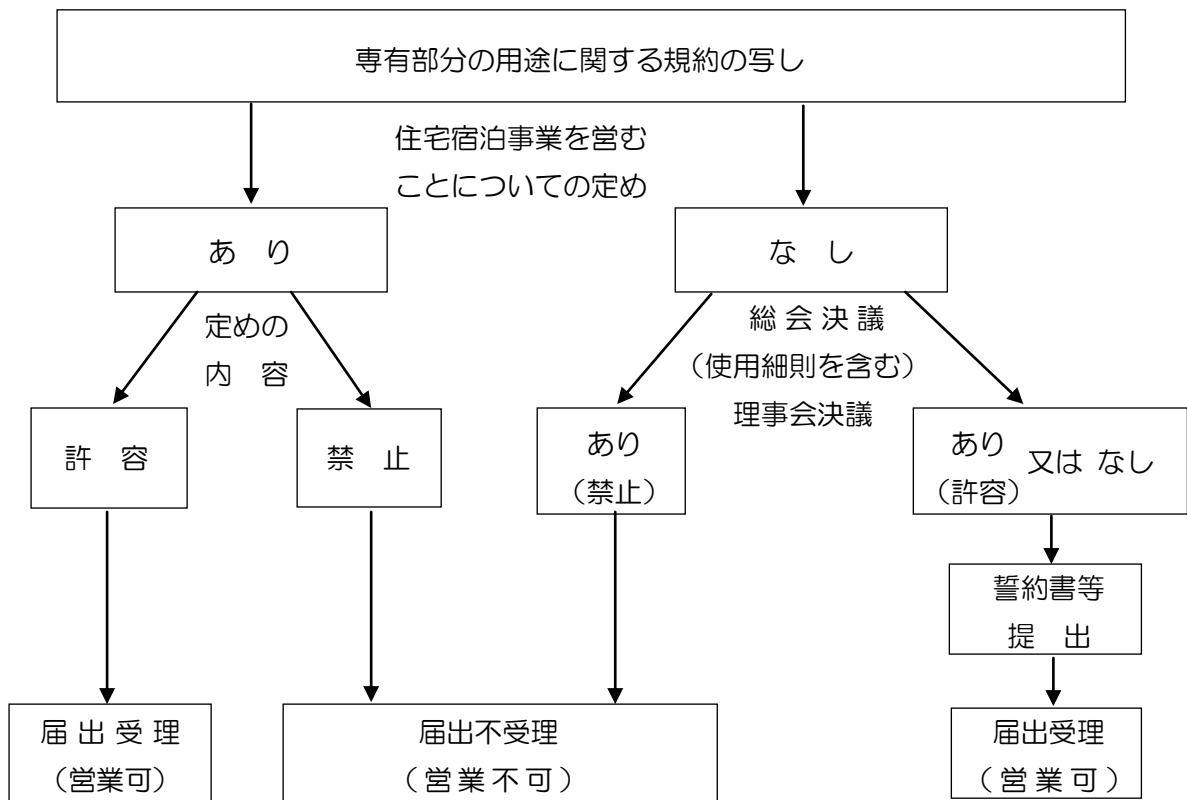 専有部分の用途に関する規約の写し
住宅宿泊事業を営む
ことについての定め
あ り
な し
定めの
内 容
総 会 決 議
（使用細則を含む）
理事会決議
許 容
禁 止
あり
（禁止）
あり
（許容）
又は なし
誓約書等
提 出
届 出 受 理
（営業可）
届出不受理
（ 営 業 不 可 ）
届出受理
（ 営 業 可 ）